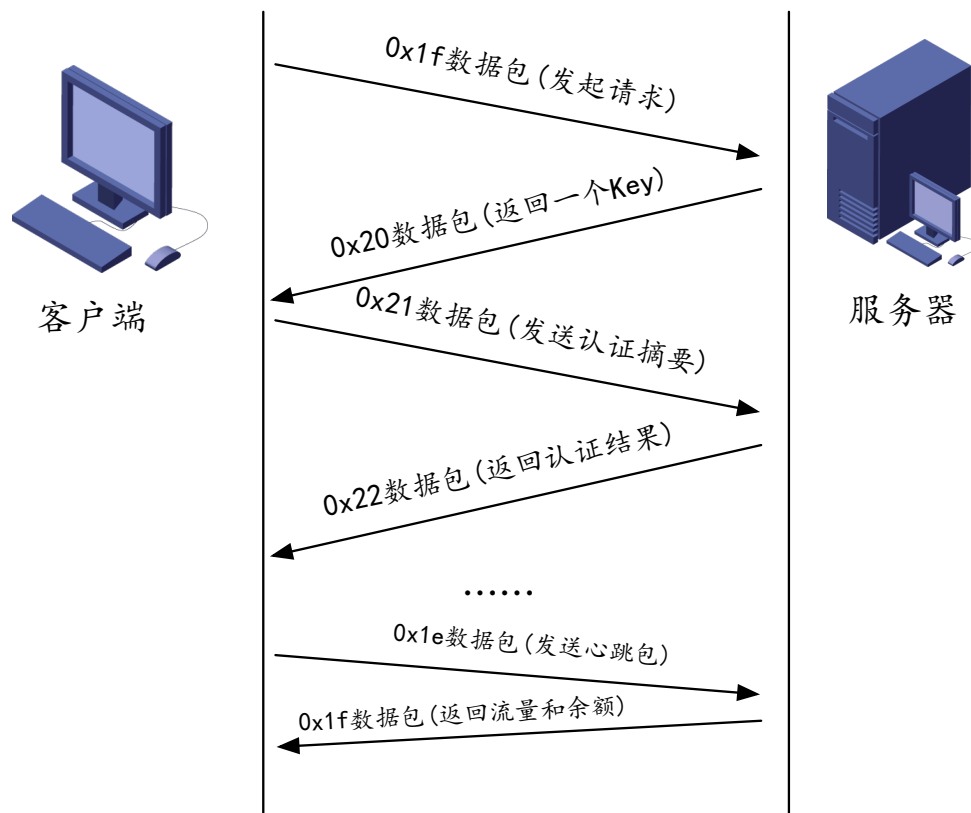 0x1f数据包(发起请求)
0x20数据包(返回一个Key)
客户端
服务器
0x21数据包(发送认证摘要)
0x22数据包(返回认证结果)
......
0x1e数据包(发送心跳包)
0x1f数据包(返回流量和余额)